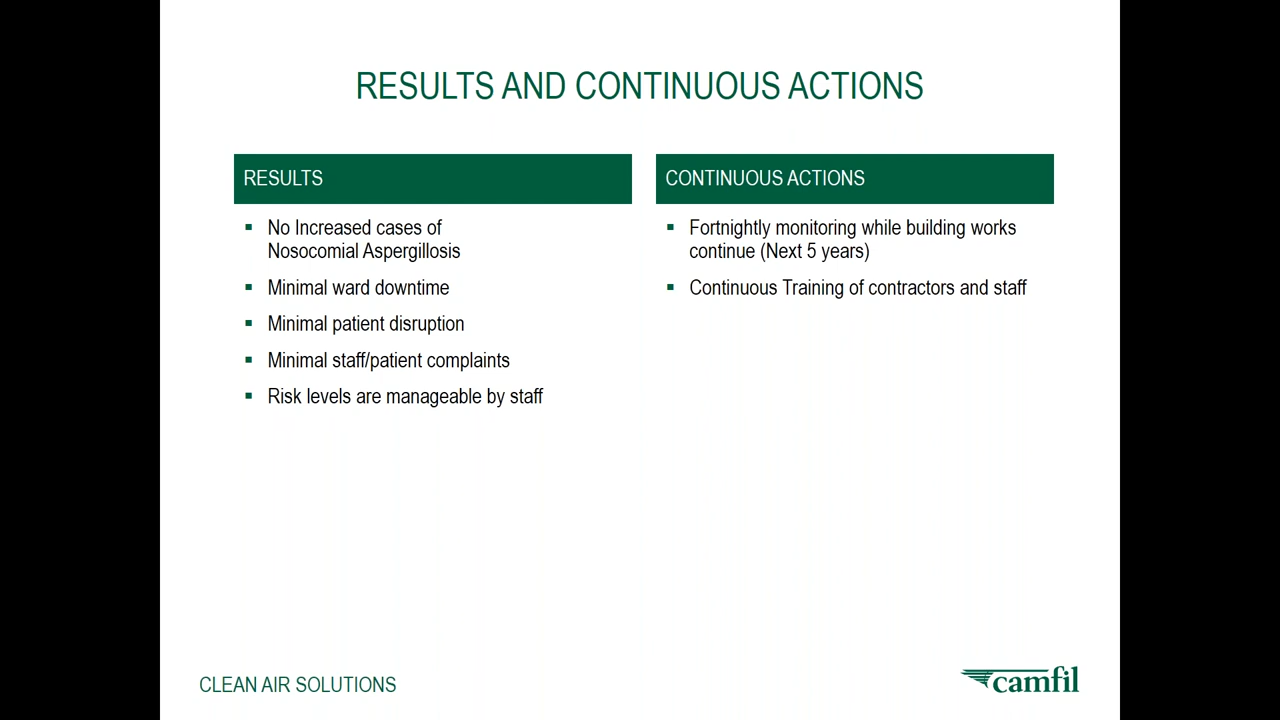 RESULTS AND CONTINUOUS ACTIONS
RESULTS
No Increased cases of
Nosocomial Aspergillosis
Minimal ward downtime
Minimal patient disruption
Minimal staff/patient complaints
Risk levels are manageable by staff
CONTINUOUS ACTIONS
Fortnightly monitoring while building works
continue (Next 5 years)
Continuous Training of contractors and staff
CLEAN AIR SOLUTIONS
camfil